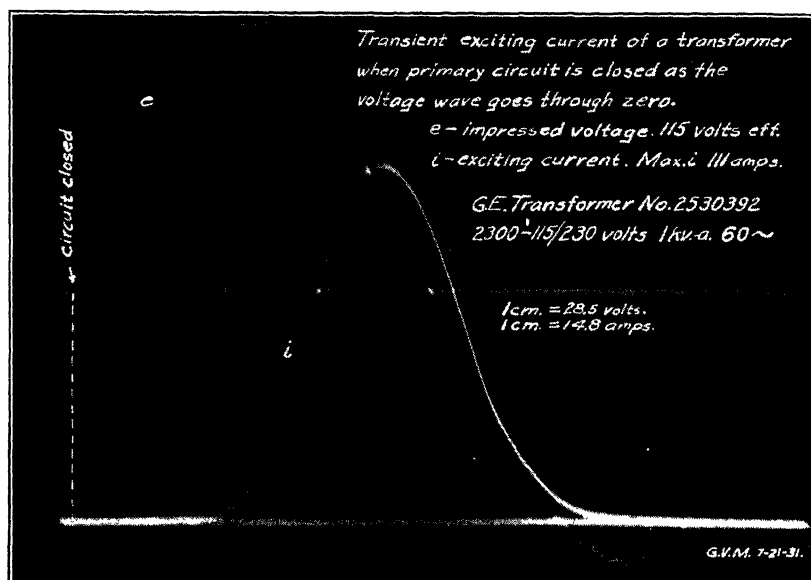 Transient exciting current of a transformer
when primary circuit is closed as the
voltage wave goes through zero.
e - impressed voltage. 115 volts eff.
i - exciting current. Max. i 111 amps.
G.E. Transformer No. 2530392
2300-115/230 volts 1 kv-a. 60~
1 cm. = 28.5 volts.
1 cm. = 14.8 amps.
e
circuit closed
i
G.V.M. 7-21-31.